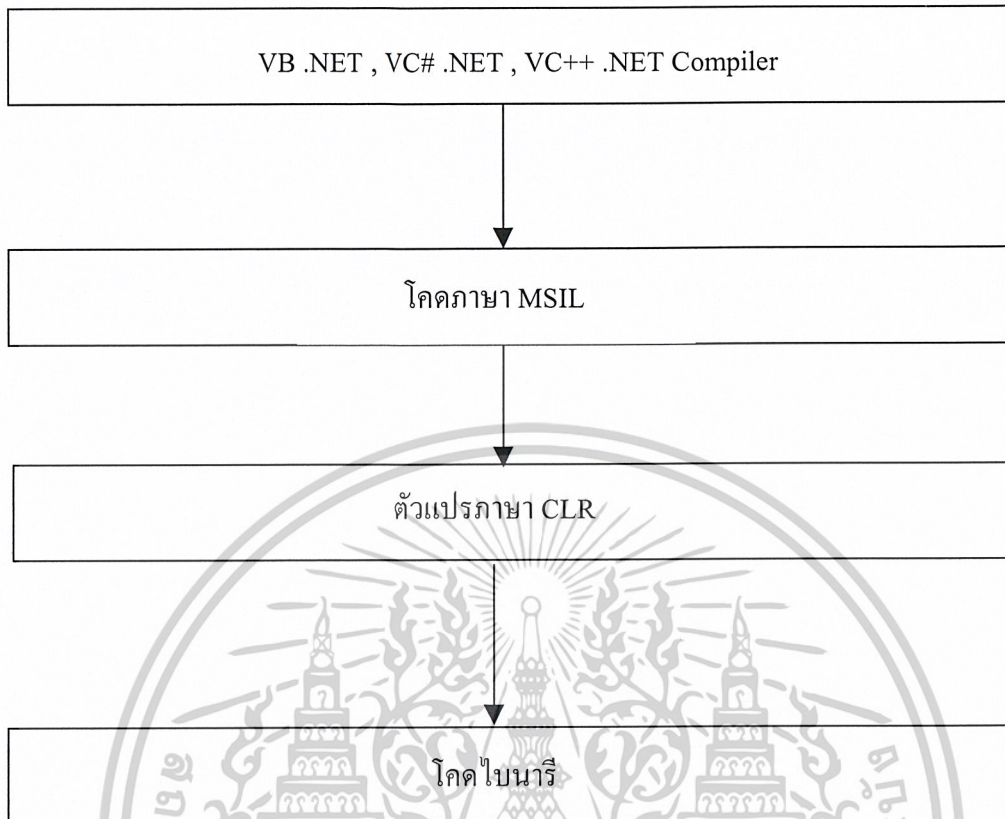 VB .NET , VC# .NET , VC++ .NET Compiler
โคดภาษา MSIL
ตัวแปรภาษา CLR
โคดไบนารี